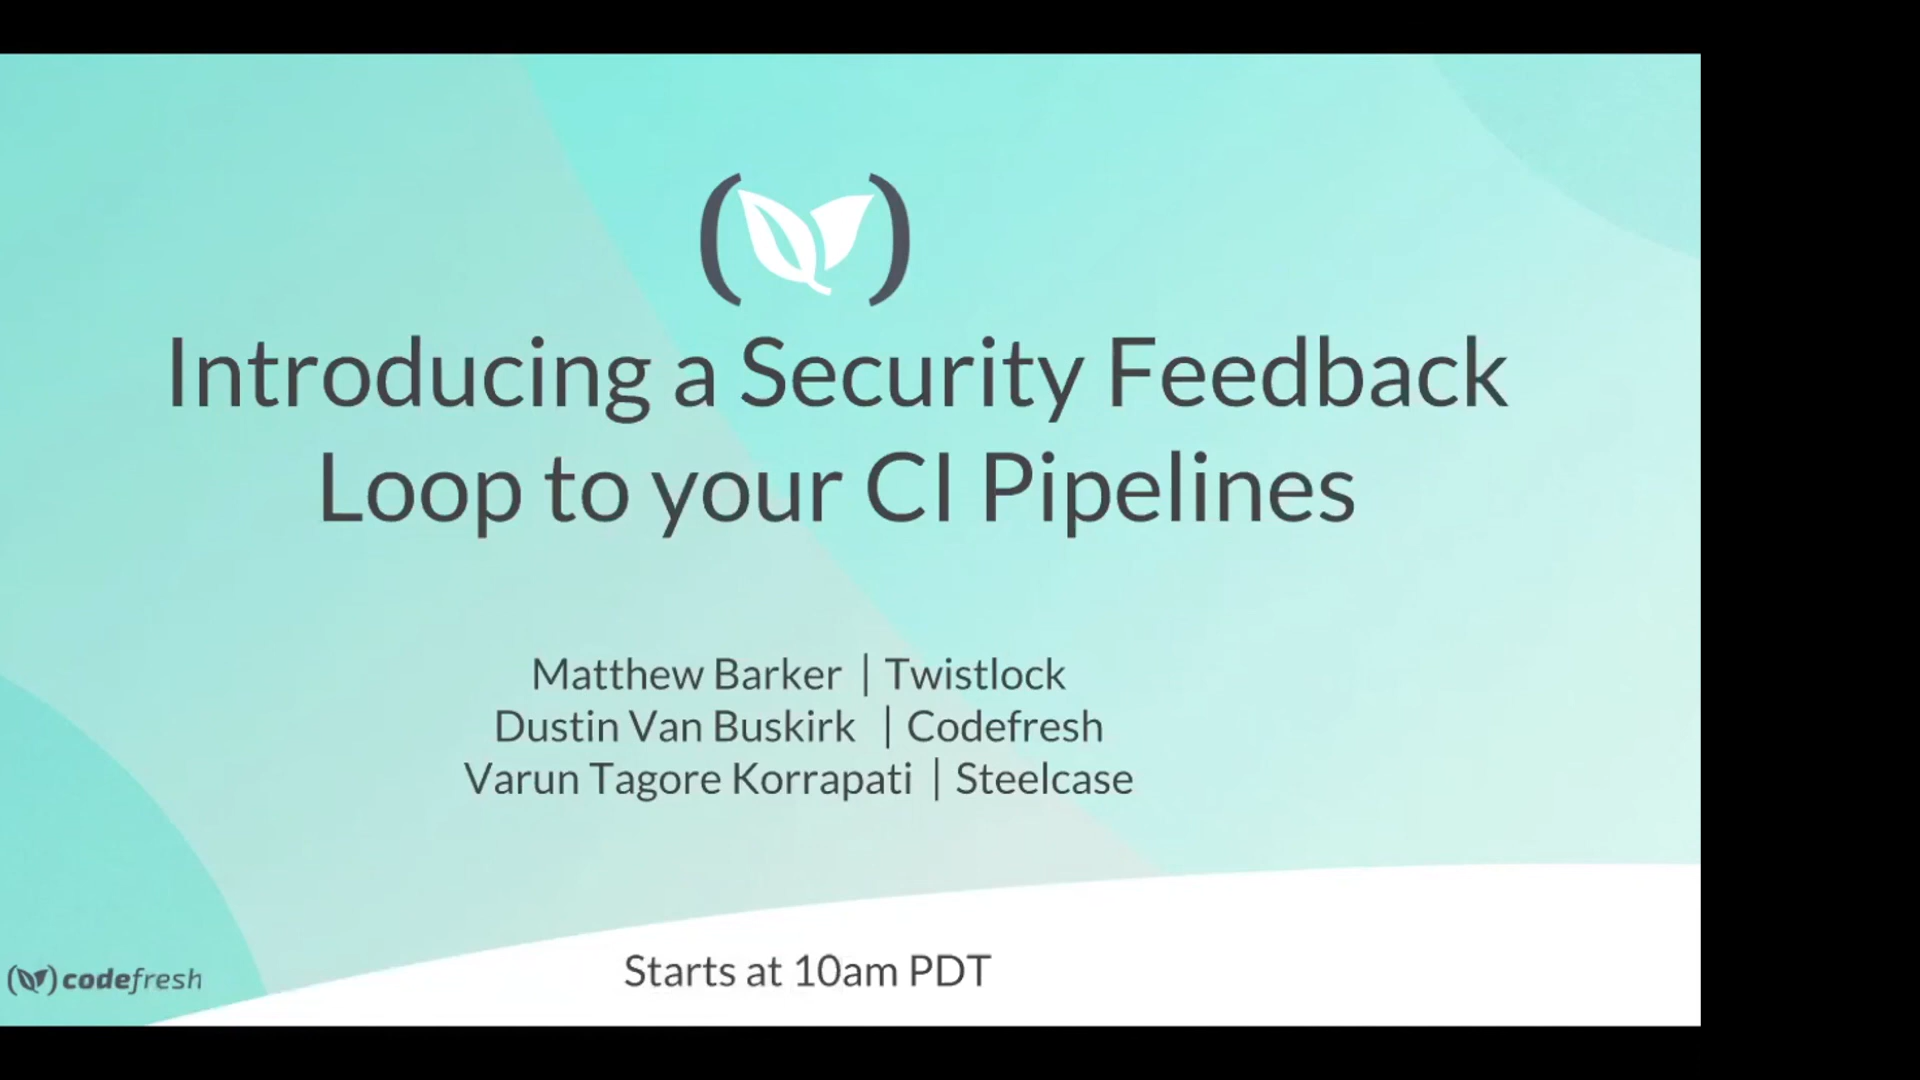 Introducing a Security Feedback
Loop to your CI Pipelines
Matthew Barker | Twistlock
Dustin Van Buskirk | Codefresh
Varun Tagore Korrapati | Steelcase
Starts at 10am PDT
codefresh